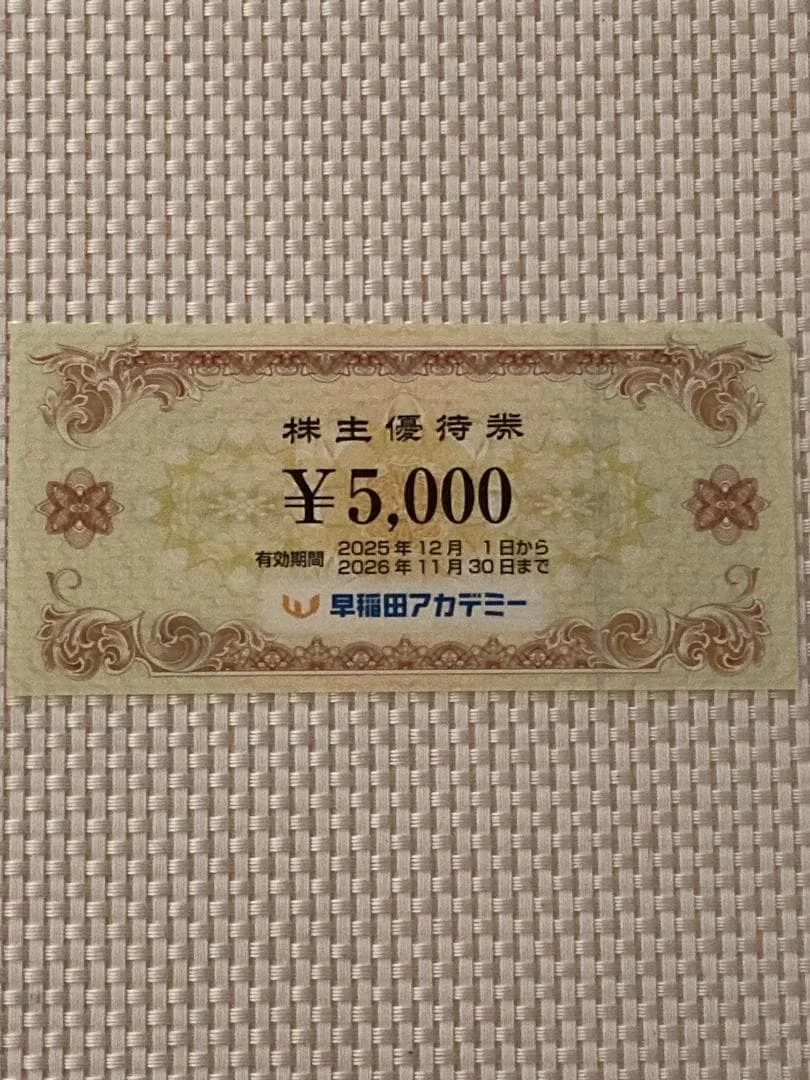 株主優待券
¥5,000
有効期間 2025年12月 1日から
2026年11月30日まで
早稲田アカデミー